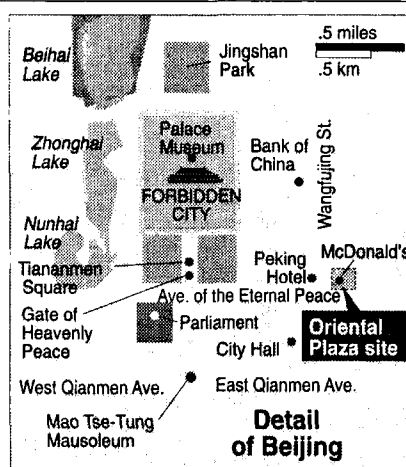 Beihai
Lake
Jingshan
Park
.5 miles
.5 km
Zhonghai
Lake
Palace
Museum
FORBIDDEN
CITY
Bank of
China
Wangfujing St.
Nunhai
Lake
Tiananmen
Square
Peking
Hotel
McDonald's
Ave. of the Eternal Peace
Gate of
Heavenly
Peace
Parliament
City Hall
Oriental
Plaza site
West Qianmen Ave.
East Qianmen Ave.
Mao Tse-Tung
Mausoleum
Detail
of Beijing